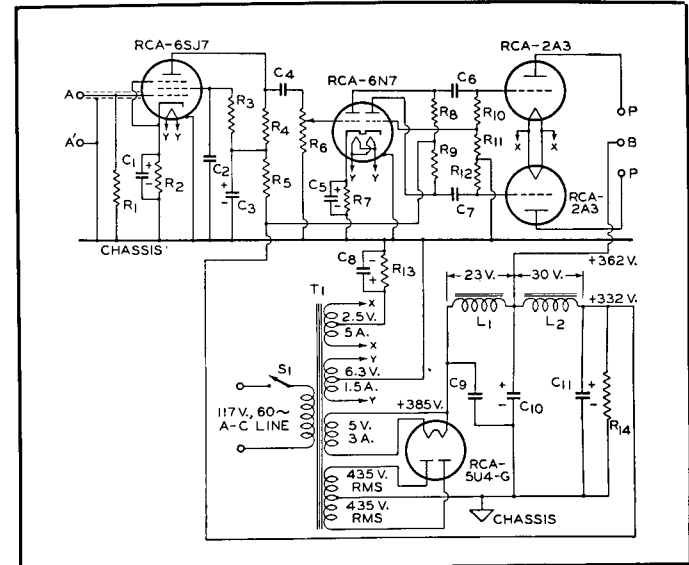 RCA-6SJ7
RCA-2A3
C4
RCA-6N7
C6
A
R3
R4
R8
R10
P
R6
R11
B
A'
Y Y
X X
C1
R2
C2
C3
R5
C5
Y Y
R7
R9
R12
C7
P
R1
RCA-
2A3
CHASSIS
C8
R13
+362 V.
23 V.
30 V.
+332 V.
T1
X
2.5 V.
5 A.
X
L1
L2
S1
Y
6.3 V.
1.5 A.
Y
C9
C10
C11
R14
117 V., 60~
A-C LINE
+385 V.
5 V.
3 A.
RCA-
5U4-G
435 V.
RMS
435 V.
RMS
CHASSIS